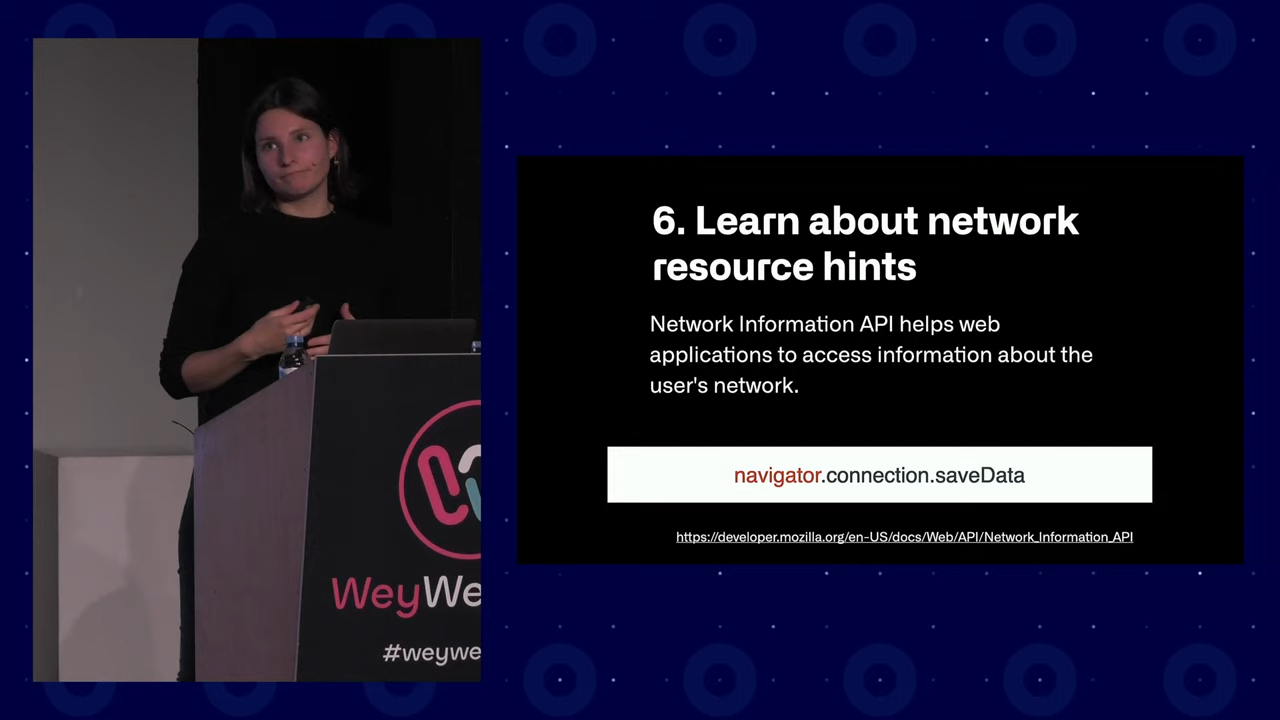 6. Learn about network
resource hints
Network Information API helps web
applications to access information about the
user's network.
navigator.connection.saveData
https://developer.mozilla.org/en-US/docs/Web/API/Network_Information_API
WeyWe
#weywe